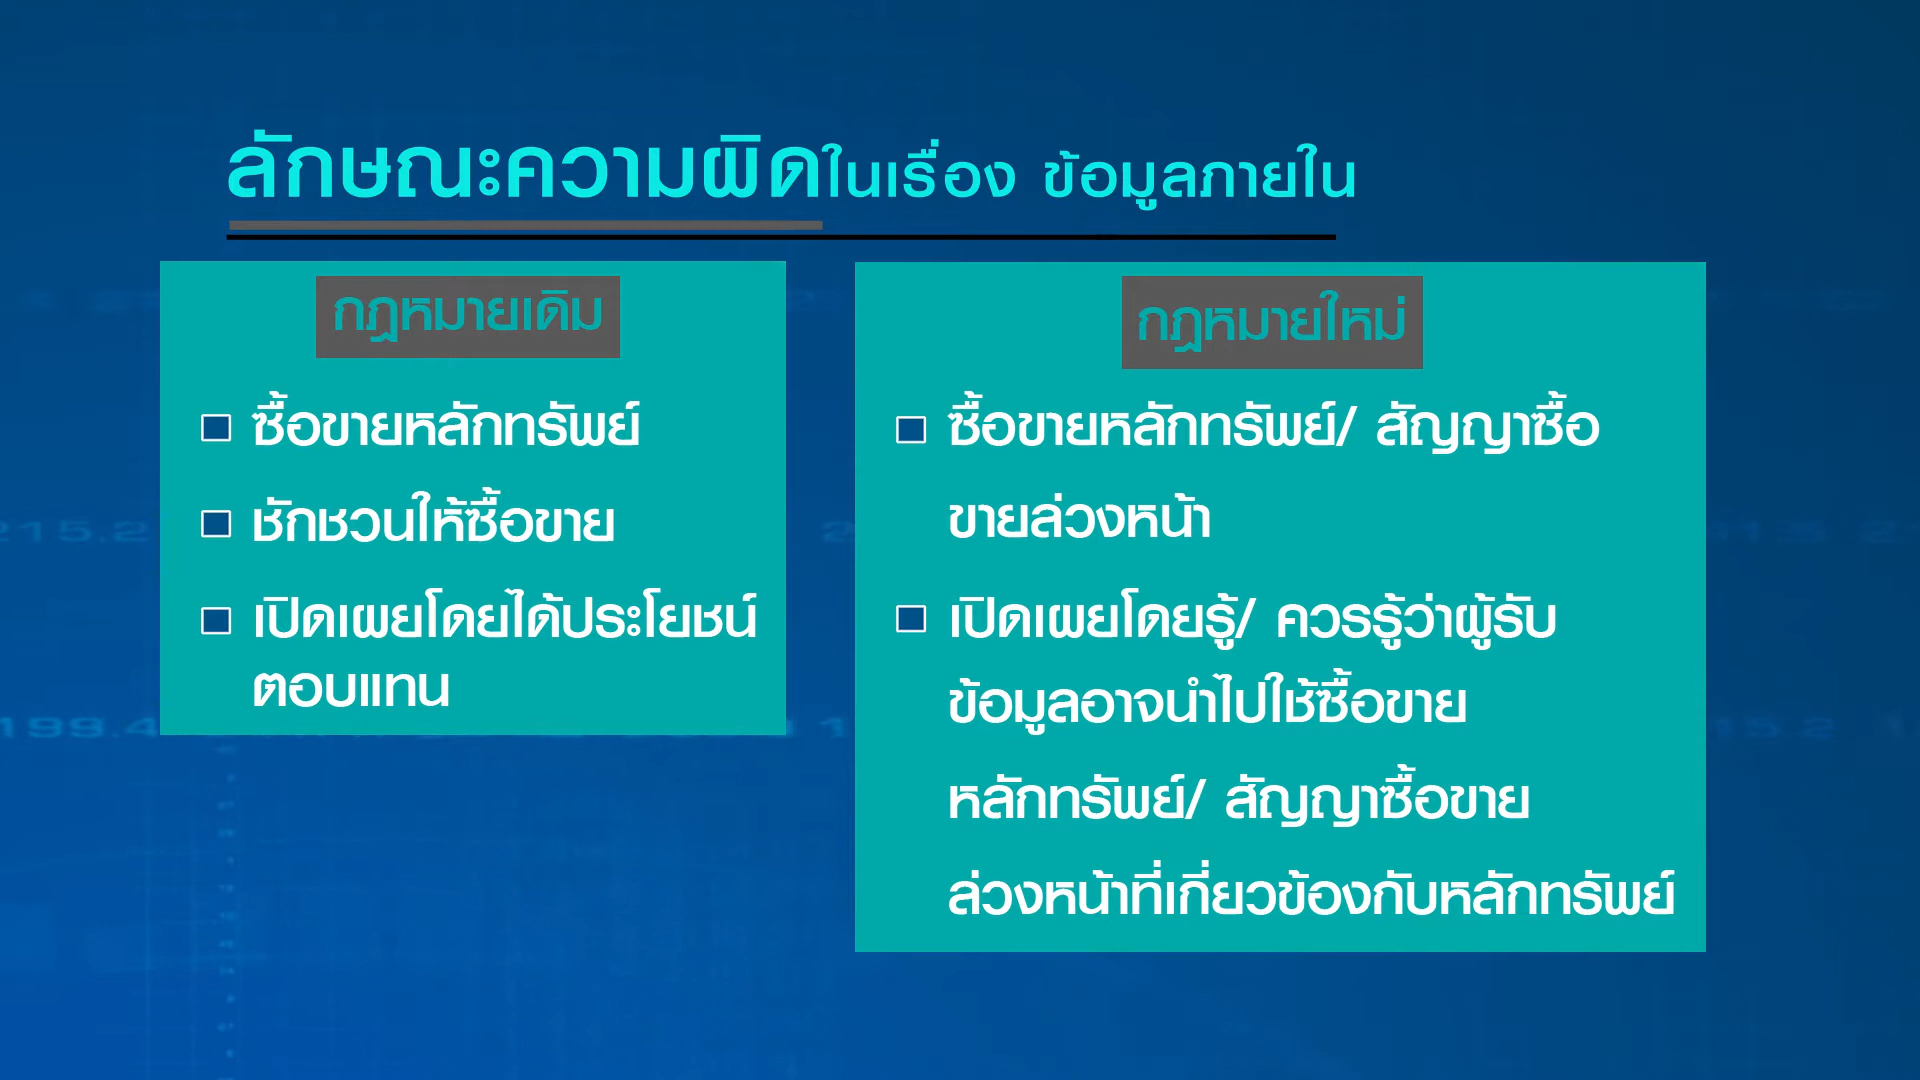 ลักษณะความผิดในเรื่อง ข้อมูลภายใน
กฎหมายเดิม
ซื้อขายหลักทรัพย์
ชักชวนให้ซื้อขาย
เปิดเผยโดยได้ประโยชน์
ตอบแทน
กฎหมายใหม่
ซื้อขายหลักทรัพย์/ สัญญาซื้อ
ขายล่วงหน้า
เปิดเผยโดยรู้/ ควรรู้ว่าผู้รับ
ข้อมูลอาจนำไปใช้ซื้อขาย
หลักทรัพย์/ สัญญาซื้อขาย
ล่วงหน้าที่เกี่ยวข้องกับหลักทรัพย์
215.2
199.4